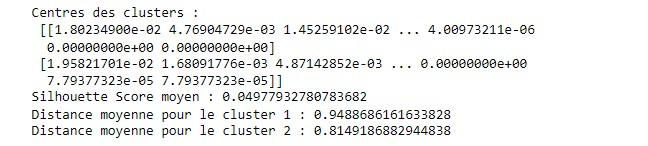 Centres des clusters :
[[1.80234900e-02 4.76904729e-03 1.45259102e-02 ... 4.00973211e-06
0.00000000e+00 0.00000000e+00]
[1.95821701e-02 1.68091776e-03 4.87142852e-03 ... 0.00000000e+00
7.79377323e-05 7.79377323e-05]]
Silhouette Score moyen : 0.04977932780783682
Distance moyenne pour le cluster 1 : 0.9488686161633828
Distance moyenne pour le cluster 2 : 0.8149186882944838